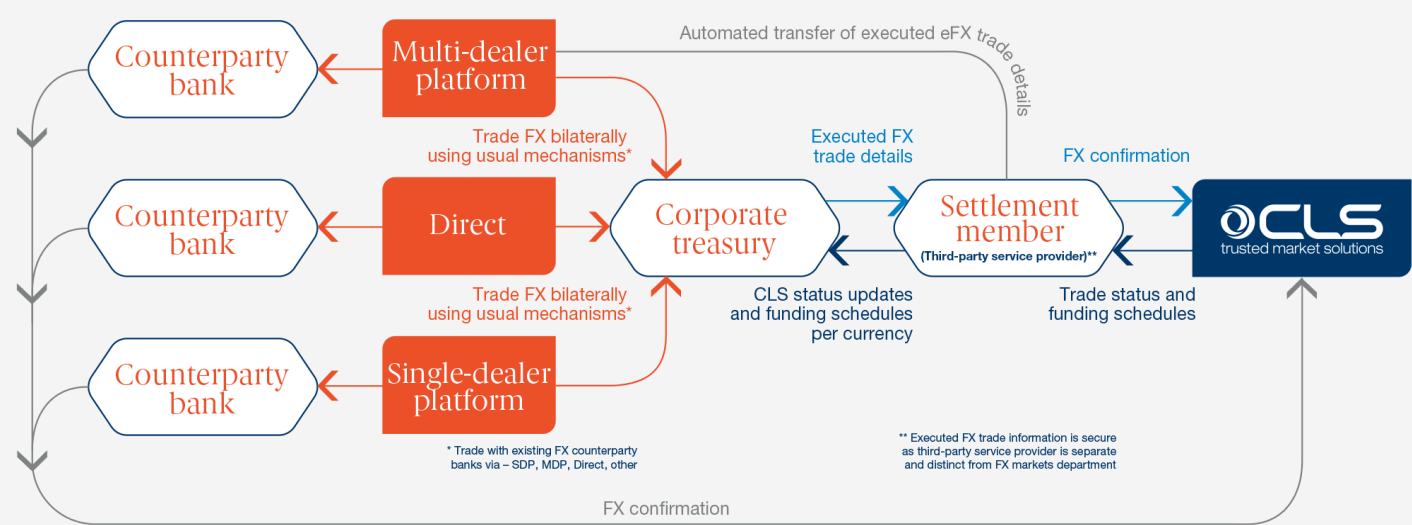 Counterparty
bank
Multi-dealer
platform
Automated transfer of executed eFX trade details
Trade FX bilaterally
using usual mechanisms*
Executed FX
trade details
FX confirmation
Counterparty
bank
Direct
Corporate
treasury
Settlement
member
(Third-party service provider)**
CLS
trusted market solutions
Trade FX bilaterally
using usual mechanisms*
CLS status updates
and funding schedules
per currency
Trade status and
funding schedules
Counterparty
bank
Single-dealer
platform
* Trade with existing FX counterparty
banks via – SDP, MDP, Direct, other
** Executed FX trade information is secure
as third-party service provider is separate
and distinct from FX markets department
FX confirmation